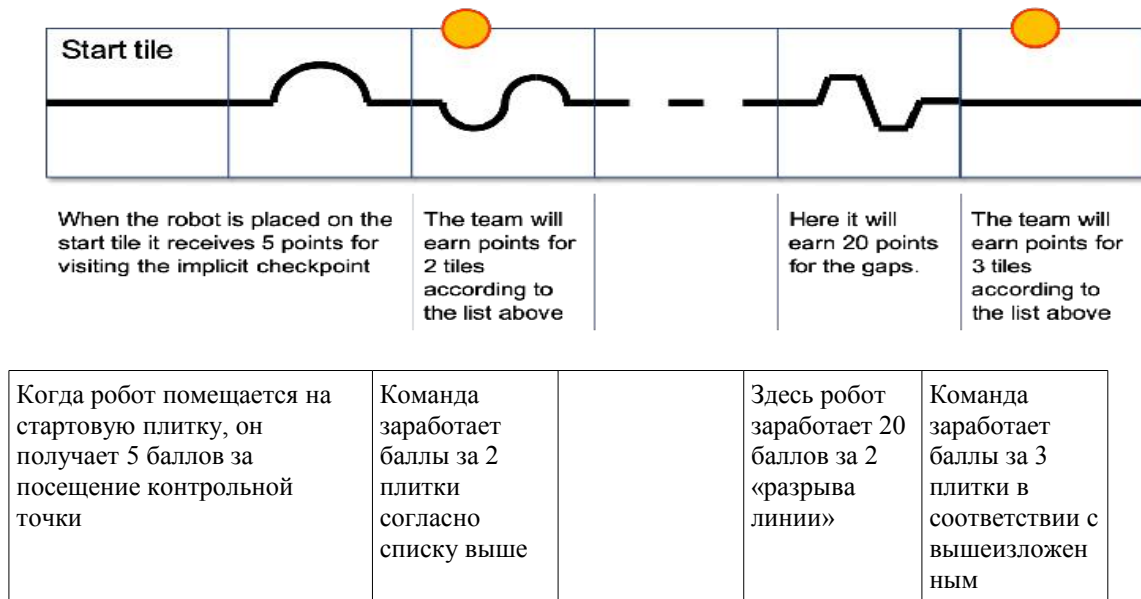 Start tile
When the robot is placed on the
start tile it receives 5 points for
visiting the implicit checkpoint
The team will
earn points for
2 tiles
according to
the list above
Here it will
earn 20 points
for the gaps.
The team will
earn points for
3 tiles
according to
the list above
Когда робот помещается на
стартовую плитку, он
получает 5 баллов за
посещение контрольной
точки
Команда
заработает
баллы за 2
плитки
согласно
списку выше
Здесь робот
заработает 20
баллов за 2
«разрыва
линии»
Команда
заработает
баллы за 3
плитки в
соответствии с
вышеизложен
ным